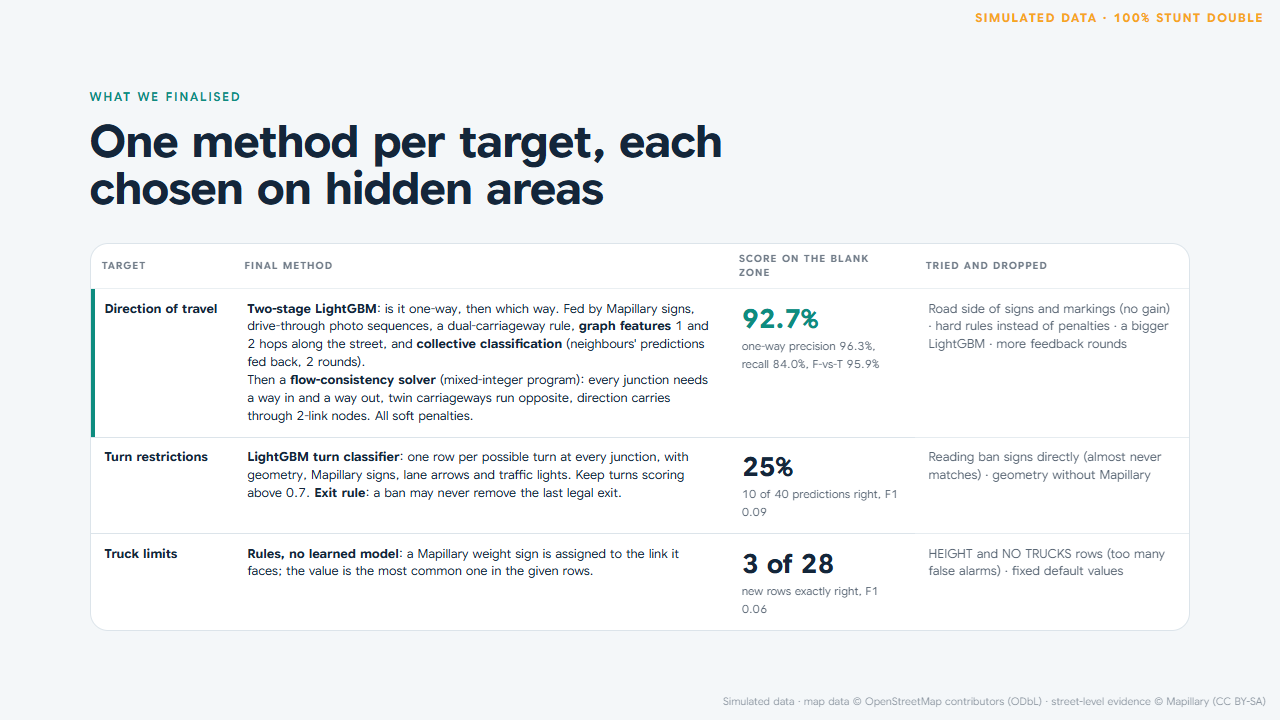 SIMULATED DATA · 100% STUNT DOUBLE
WHAT WE FINALISED
One method per target, each
chosen on hidden areas
TARGET
FINAL METHOD
SCORE ON THE BLANK
ZONE
TRIED AND DROPPED
Direction of travel
Two-stage LightGBM: is it one-way, then which way. Fed by Mapillary signs,
drive-through photo sequences, a dual-carriageway rule, graph features 1 and
2 hops along the street, and collective classification (neighbours' predictions
fed back, 2 rounds).
Then a flow-consistency solver (mixed-integer program): every junction needs
a way in and a way out, twin carriageways run opposite, direction carries
through 2-link nodes. All soft penalties.
92.7%
one-way precision 96.3%,
recall 84.0%, F-vs-T 95.9%
Road side of signs and markings (no gain)
· hard rules instead of penalties · a bigger
LightGBM · more feedback rounds
Turn restrictions
LightGBM turn classifier: one row per possible turn at every junction, with
geometry, Mapillary signs, lane arrows and traffic lights. Keep turns scoring
above 0.7. Exit rule: a ban may never remove the last legal exit.
25%
10 of 40 predictions right, F1
0.09
Reading ban signs directly (almost never
matches) · geometry without Mapillary
Truck limits
Rules, no learned model: a Mapillary weight sign is assigned to the link it
faces; the value is the most common one in the given rows.
3 of 28
new rows exactly right, F1
0.06
HEIGHT and NO TRUCKS rows (too many
false alarms) · fixed default values
Simulated data · map data © OpenStreetMap contributors (ODbL) · street-level evidence © Mapillary (CC BY-SA)